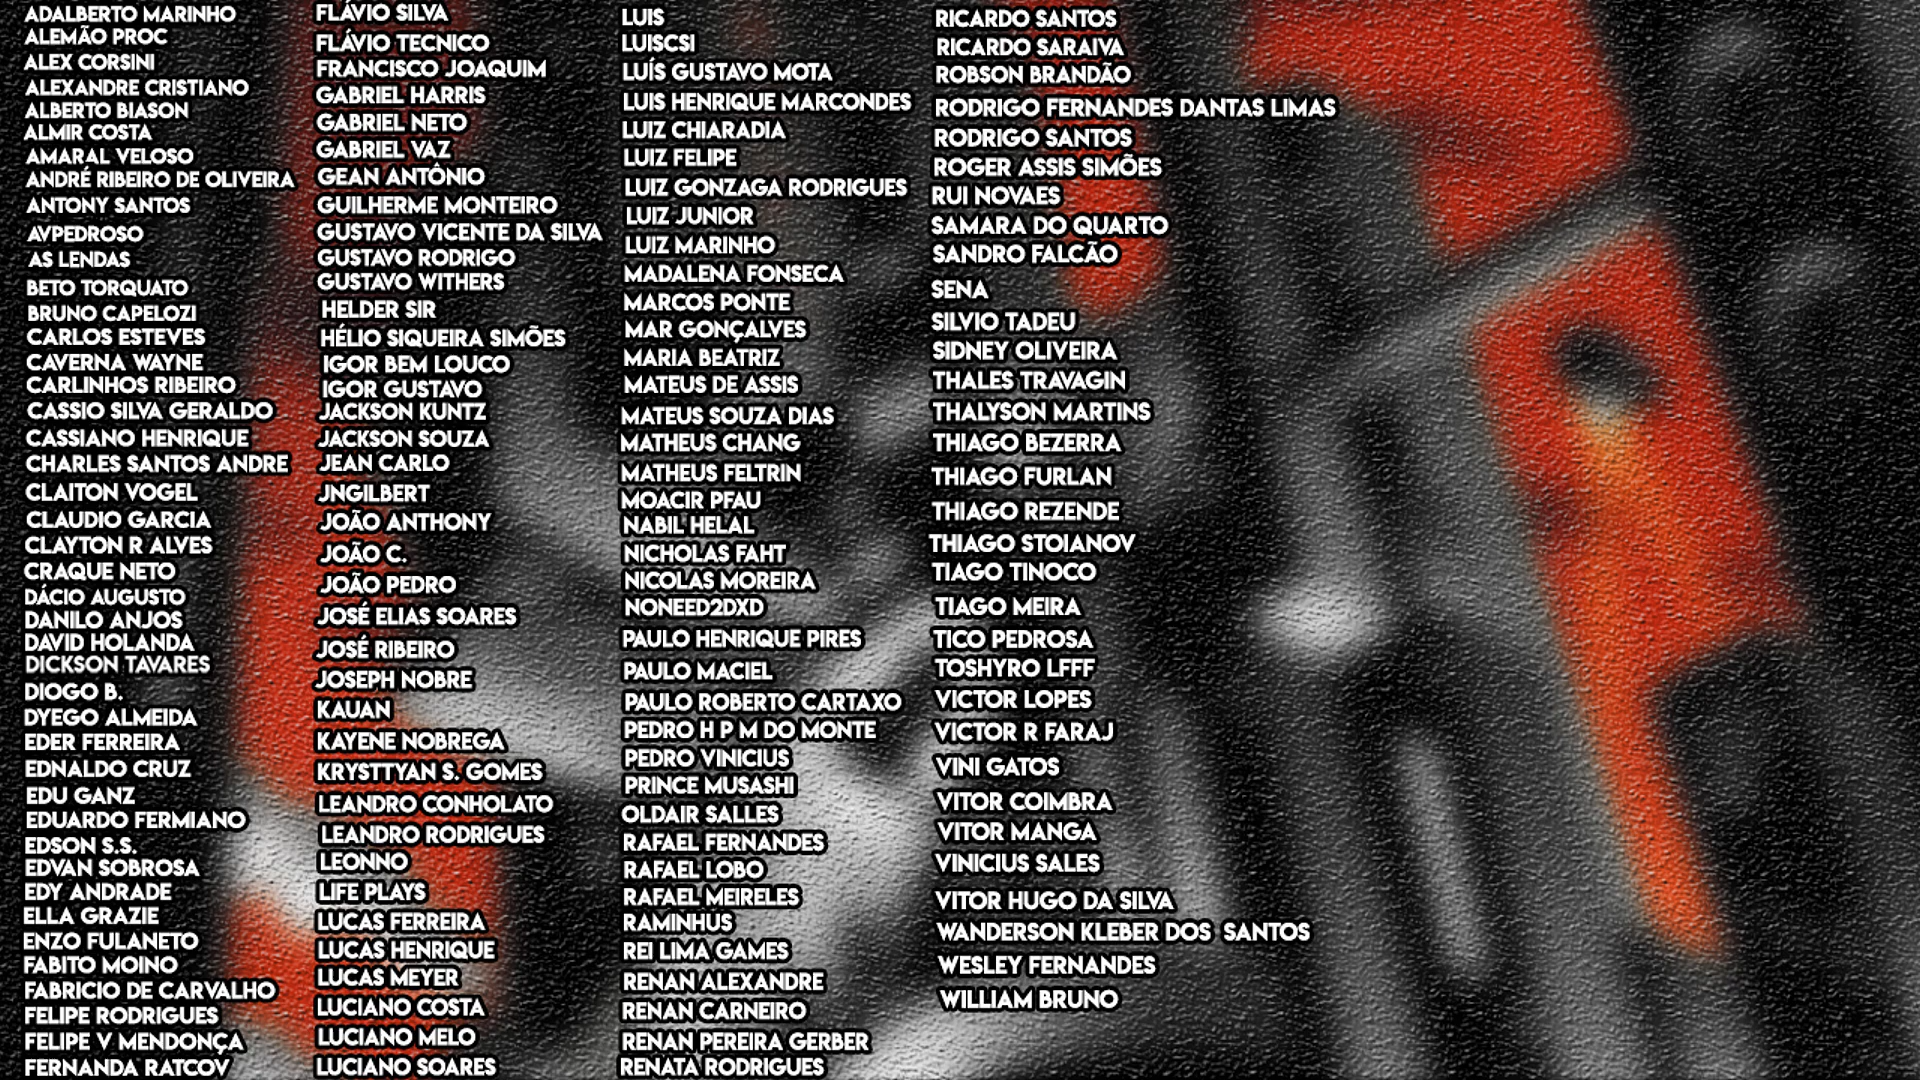 ADALBERTO MARINHO
ALEMÃO PROC
ALEX CORSINI
ALEXANDRE CRISTIANO
ALBERTO BIASON
ALMIR COSTA
AMARAL VELOSO
ANDRÉ RIBEIRO DE OLIVEIRA
ANTONY SANTOS
AVPEDROSO
AS LENDAS
BETO TORQUATO
BRUNO CAPELOZI
CARLOS ESTEVES
CAVERNA WAYNE
CARLINHOS RIBEIRO
CASSIO SILVA GERALDO
CASSIANO HENRIQUE
CHARLES SANTOS ANDRE
CLAITON VOGEL
CLAUDIO GARCIA
CLAYTON R ALVES
CRAQUE NETO
DÁCIO AUGUSTO
DANILO ANJOS
DAVID HOLANDA
DICKSON TAVARES
DIOGO B.
DYEGO ALMEIDA
EDER FERREIRA
EDNALDO CRUZ
EDU GANZ
EDUARDO FERMIANO
EDSON S.S.
EDVAN SOBROSA
EDY ANDRADE
ELLA GRAZIE
ENZO FULANETO
FABITO MOINO
FABRICIO DE CARVALHO
FELIPE RODRIGUES
FELIPE V MENDONÇA
FERNANDA RATCOV
FLÁVIO SILVA
FLÁVIO TECNICO
FRANCISCO JOAQUIM
GABRIEL HARRIS
GABRIEL NETO
GABRIEL VAZ
GEAN ANTÔNIO
GUILHERME MONTEIRO
GUSTAVO VICENTE DA SILVA
GUSTAVO RODRIGO
GUSTAVO WITHERS
HELDER SIR
HÉLIO SIQUEIRA SIMÕES
IGOR BEM LOUCO
IGOR GUSTAVO
JACKSON KUNTZ
JACKSON SOUZA
JEAN CARLO
JNGILBERT
JOÃO ANTHONY
JOÃO C.
JOÃO PEDRO
JOSÉ ELIAS SOARES
JOSÉ RIBEIRO
JOSEPH NOBRE
KAUAN
KAYENE NOBREGA
KRYSTTYAN S. GOMES
LEANDRO CONHOLATO
LEANDRO RODRIGUES
LEONNO
LIFE PLAYS
LUCAS FERREIRA
LUCAS HENRIQUE
LUCAS MEYER
LUCIANO COSTA
LUCIANO MELO
LUCIANO SOARES
LUIS
LUISCSI
LUÍS GUSTAVO MOTA
LUIS HENRIQUE MARCONDES
LUIZ CHIARADIA
LUIZ FELIPE
LUIZ GONZAGA RODRIGUES
LUIZ JUNIOR
LUIZ MARINHO
MADALENA FONSECA
MARCOS PONTE
MAR GONÇALVES
MARIA BEATRIZ
MATEUS DE ASSIS
MATEUS SOUZA DIAS
MATHEUS CHANG
MATHEUS FELTRIN
MOACIR PFAU
NABIL HELAL
NICHOLAS FAHT
NICOLAS MOREIRA
NONEED2DXD
PAULO HENRIQUE PIRES
PAULO MACIEL
PAULO ROBERTO CARTAXO
PEDRO H P M DO MONTE
PEDRO VINICIUS
PRINCE MUSASHI
OLDAIR SALLES
RAFAEL FERNANDES
RAFAEL LOBO
RAFAEL MEIRELES
RAMINHUS
REI LIMA GAMES
RENAN ALEXANDRE
RENAN CARNEIRO
RENAN PEREIRA GERBER
RENATA RODRIGUES
RICARDO SANTOS
RICARDO SARAIVA
ROBSON BRANDÃO
RODRIGO FERNANDES DANTAS LIMAS
RODRIGO SANTOS
ROGER ASSIS SIMÕES
RUI NOVAES
SAMARA DO QUARTO
SANDRO FALCÃO
SENA
SILVIO TADEU
SIDNEY OLIVEIRA
THALES TRAVAGIN
THALYSON MARTINS
THIAGO BEZERRA
THIAGO FURLAN
THIAGO REZENDE
THIAGO STOIANOV
TIAGO TINOCO
TIAGO MEIRA
TICO PEDROSA
TOSHYRO LFFF
VICTOR LOPES
VICTOR R FARAJ
VINI GATOS
VITOR COIMBRA
VITOR MANGA
VINICIUS SALES
VITOR HUGO DA SILVA
WANDERSON KLEBER DOS SANTOS
WESLEY FERNANDES
WILLIAM BRUNO